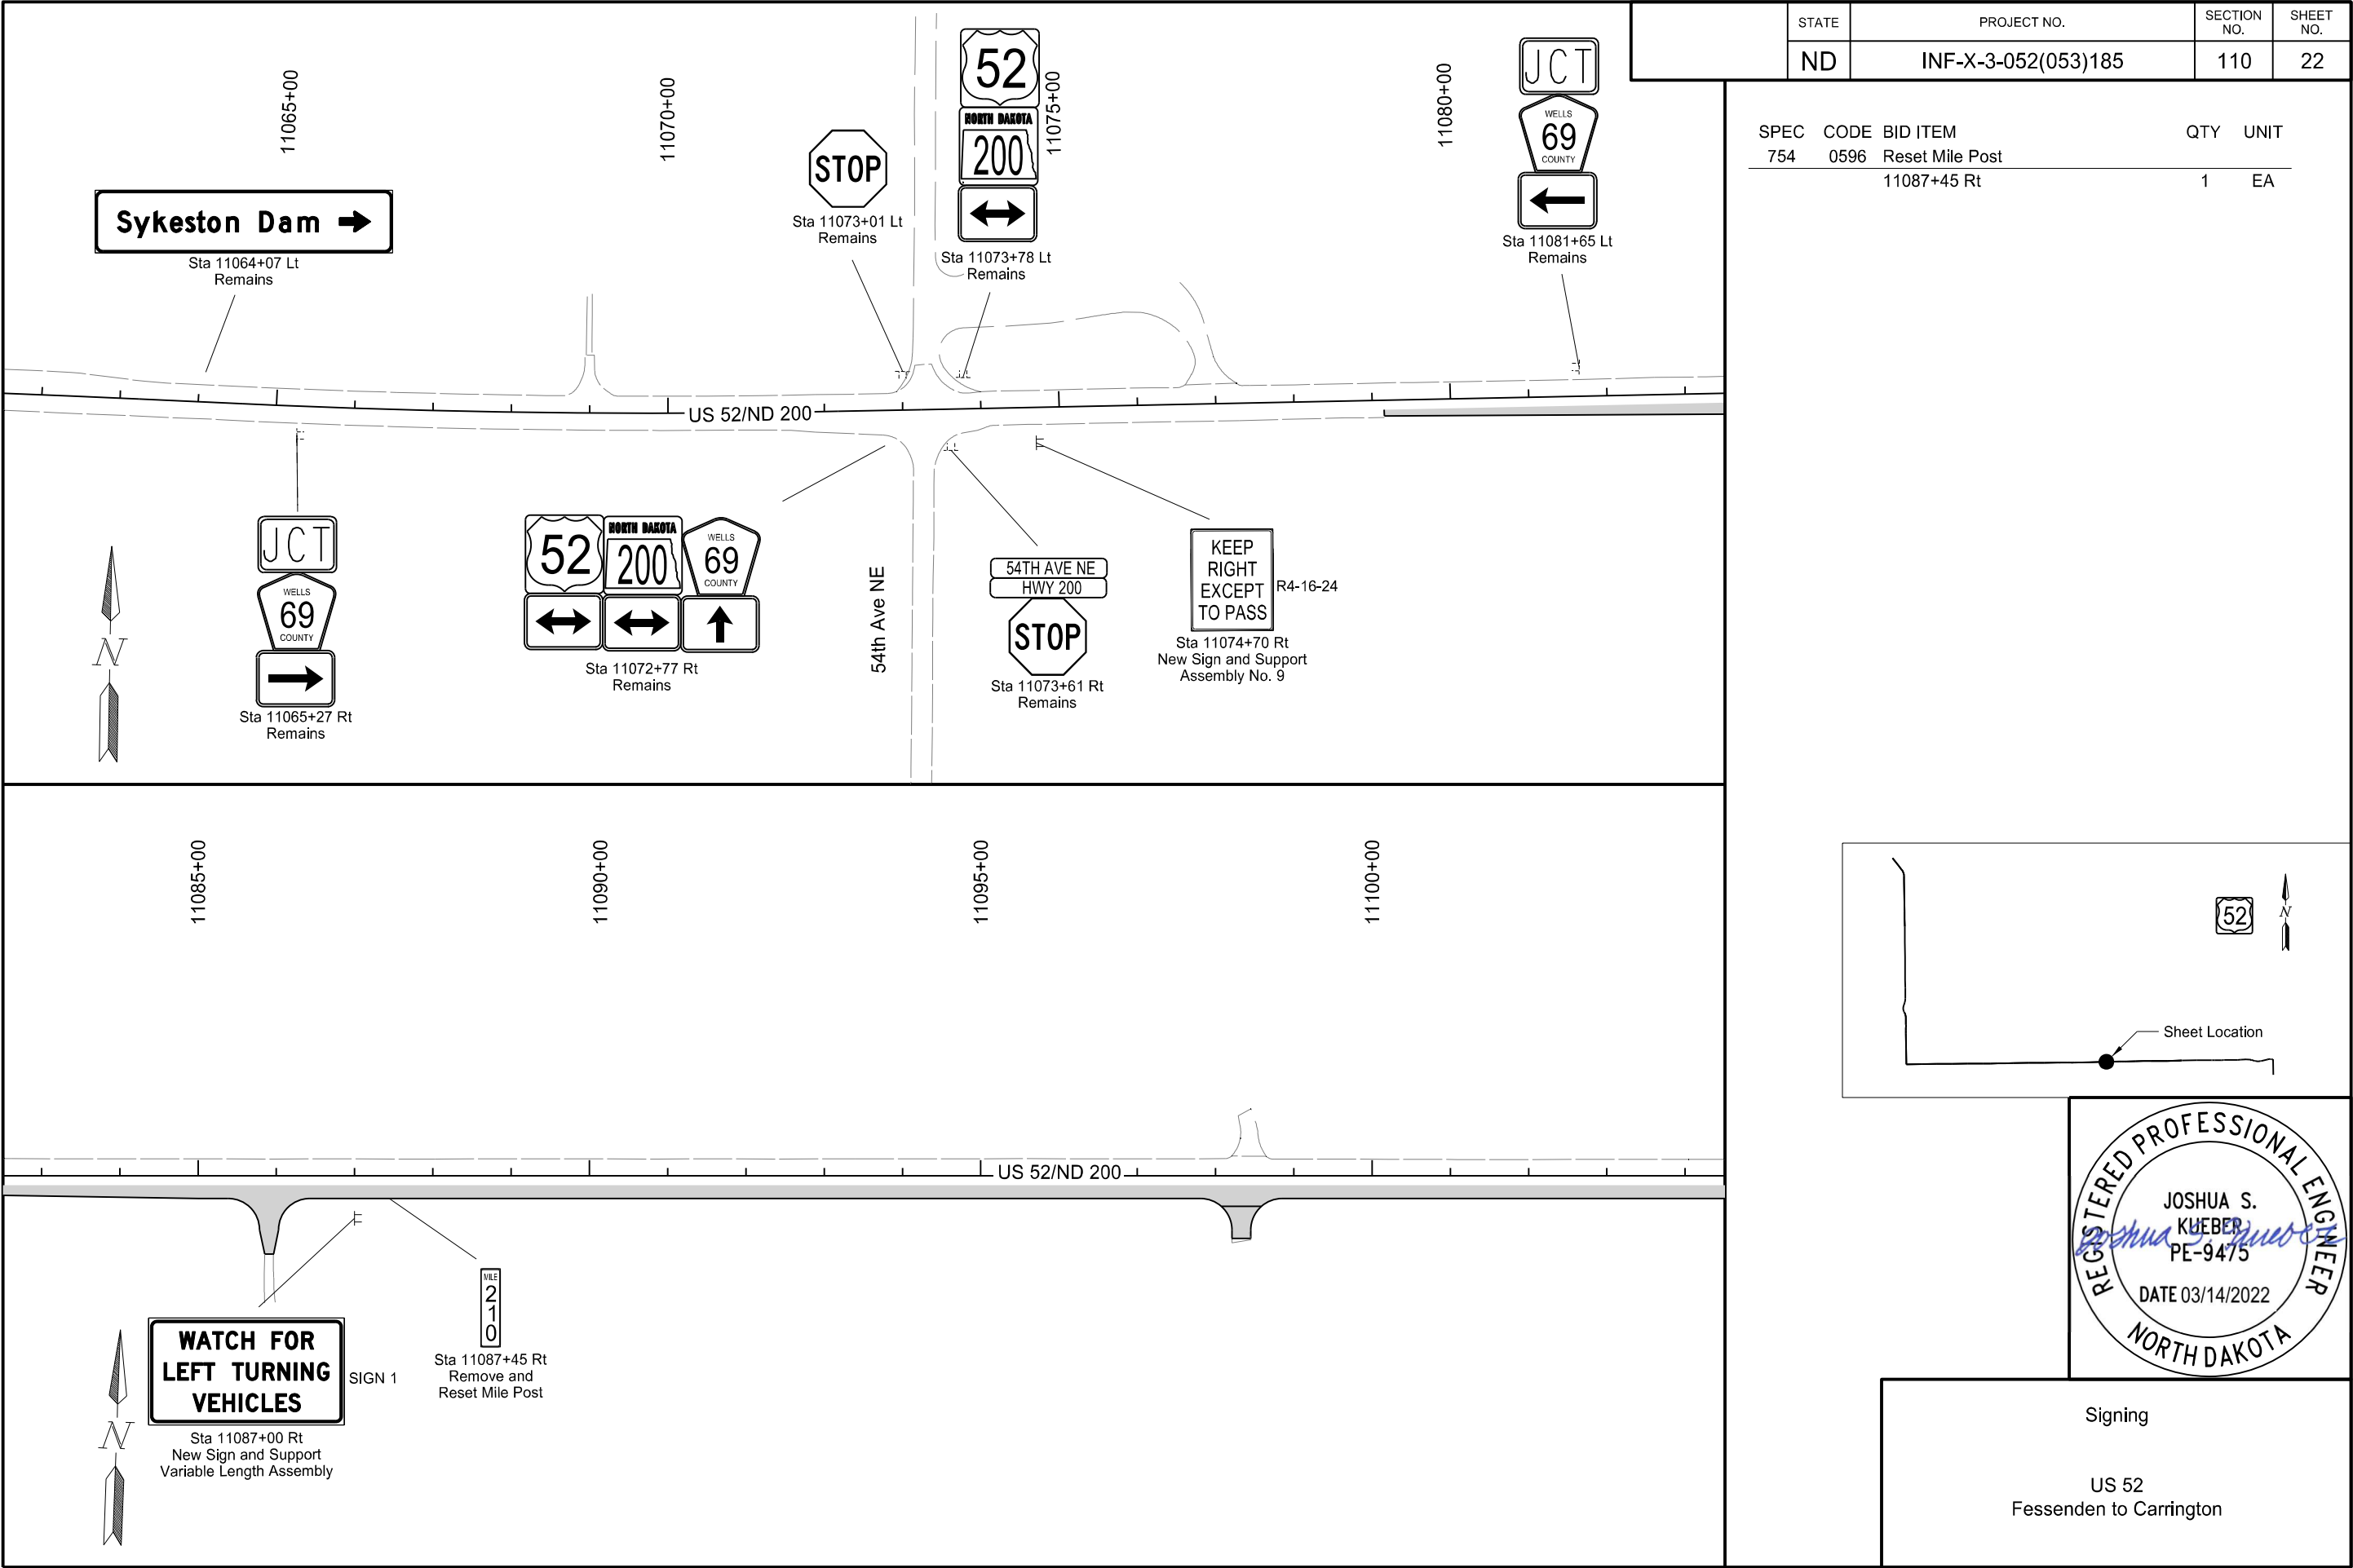 STATE
PROJECT NO.
SECTION NO.
SHEET NO.
ND
INF-X-3-052(053)185
110
22
SPEC CODE BID ITEM QTY UNIT
754 0596 Reset Mile Post
11087+45 Rt 1 EA
11065+00
11070+00
11075+00
11080+00
Sykeston Dam
Sta 11064+07 Lt
Remains
STOP
Sta 11073+01 Lt
Remains
52
NORTH DAKOTA
200
Sta 11073+78 Lt
Remains
JCT
WELLS
69
COUNTY
Sta 11081+65 Lt
Remains
US 52/ND 200
JCT
WELLS
69
COUNTY
Sta 11065+27 Rt
Remains
52
NORTH DAKOTA
200
WELLS
69
COUNTY
Sta 11072+77 Rt
Remains
54th Ave NE
54TH AVE NE
HWY 200
STOP
Sta 11073+61 Rt
Remains
KEEP
RIGHT
EXCEPT
TO PASS
R4-16-24
Sta 11074+70 Rt
New Sign and Support
Assembly No. 9
N
11085+00
11090+00
11095+00
11100+00
US 52/ND 200
WATCH FOR
LEFT TURNING
VEHICLES
SIGN 1
Sta 11087+00 Rt
New Sign and Support
Variable Length Assembly
MILE
2
1
0
Sta 11087+45 Rt
Remove and
Reset Mile Post
N
52
N
Sheet Location
REGISTERED PROFESSIONAL ENGINEER
JOSHUA S.
KUEBER
Joshua S. Kueber
PE-9475
DATE 03/14/2022
NORTH DAKOTA
Signing
US 52
Fessenden to Carrington